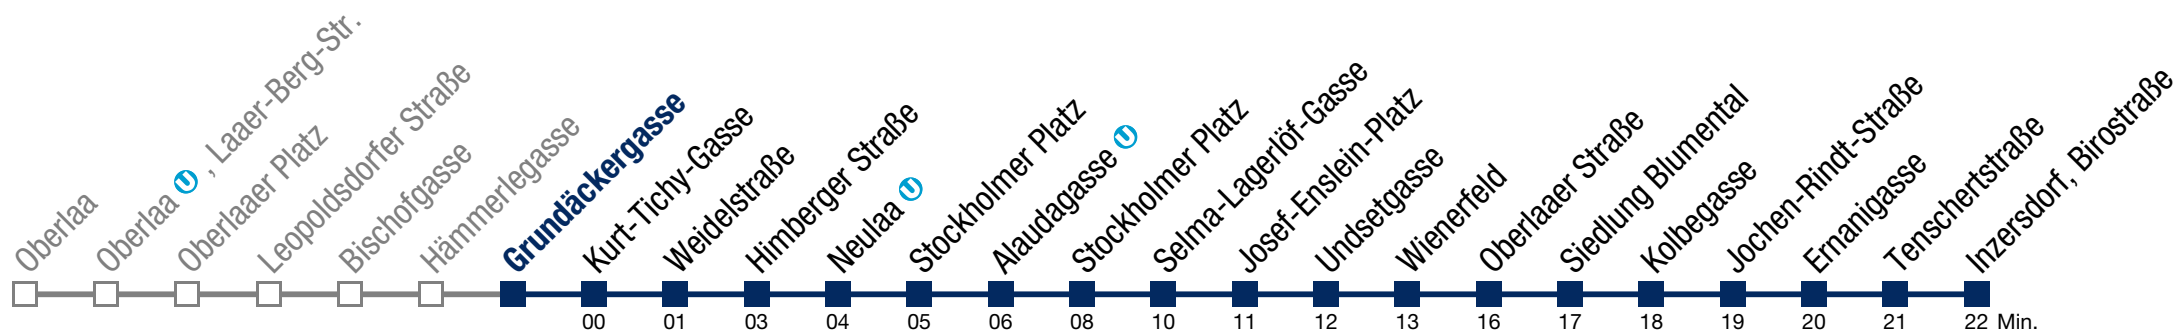 Oberlaa
Oberlaa U, Laaer-Berg-Str.
Oberlaaer Platz
Leopoldsdorfer Straße
Bischofgasse
Hämmerlegasse
Grundäckergasse
Kurt-Tichy-Gasse
Weidelstraße
Himberger Straße
Neulaa U
Stockholmer Platz
Alaudagasse U
Stockholmer Platz
Selma-Lagerlöf-Gasse
Josef-Enslein-Platz
Undsetgasse
Wienerfeld
Oberlaaer Straße
Siedlung Blumental
Kolbegasse
Jochen-Rindt-Straße
Ernanigasse
Tenschertstraße
Inzersdorf, Birostraße
00 01 03 04 05 06 08 10 11 12 13 16 17 18 19 20 21 22 Min.